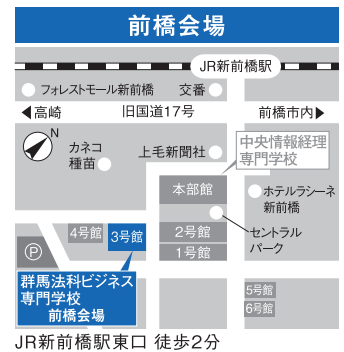 前橋会場
JR新前橋駅
フォレストモール新前橋
交番
◀高崎
旧国道17号
前橋市内▶
N
カネコ
種苗
上毛新聞社
中央情報経理
専門学校
本部館
ホテルラシーネ
新前橋
4号館
3号館
2号館
セントラル
パーク
1号館
P
群馬法科ビジネス
専門学校
前橋会場
5号館
6号館
JR新前橋駅東口 徒歩2分